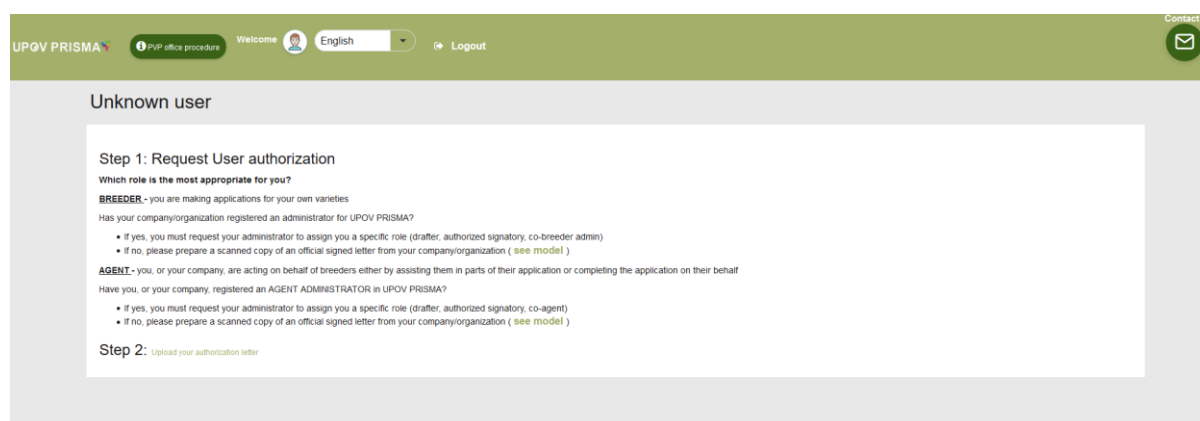 Contact
UPOV PRISMA
PVP office procedure
Welcome
English
Logout
Unknown user
Step 1: Request User authorization
Which role is the most appropriate for you?
BREEDER - you are making applications for your own varieties
Has your company/organization registered an administrator for UPOV PRISMA?
• If yes, you must request your administrator to assign you a specific role (drafter, authorized signatory, co-breeder admin)
• If no, please prepare a scanned copy of an official signed letter from your company/organization ( see model )
AGENT - you, or your company, are acting on behalf of breeders either by assisting them in parts of their application or completing the application on their behalf
Have you, or your company, registered an AGENT ADMINISTRATOR in UPOV PRISMA?
• If yes, you must request your administrator to assign you a specific role (drafter, authorized signatory, co-agent)
• If no, please prepare a scanned copy of an official signed letter from your company/organization ( see model )
Step 2: Upload your authorization letter